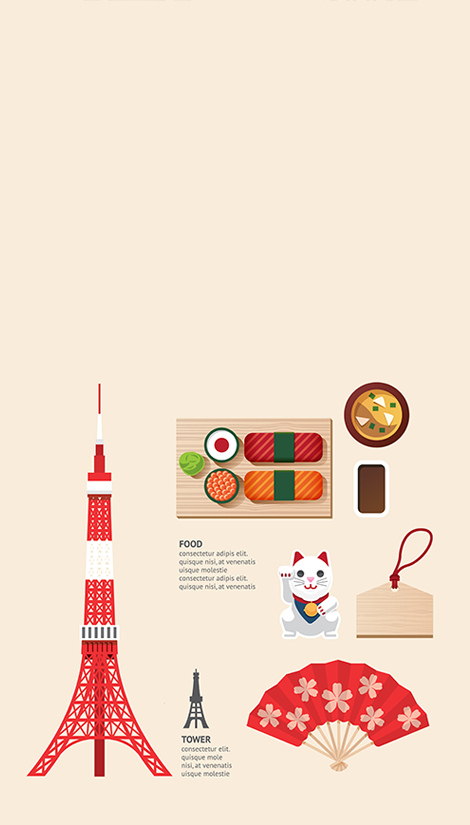 FOOD
consectetur adipis elit,
quisque nisi, at venenatis
uisque molestie
consectetur adipis elit.
quisque nisi, at venenatis
TOWER
consectetur elit.
quisque mole
nisi, at venenatis
uisque molestie